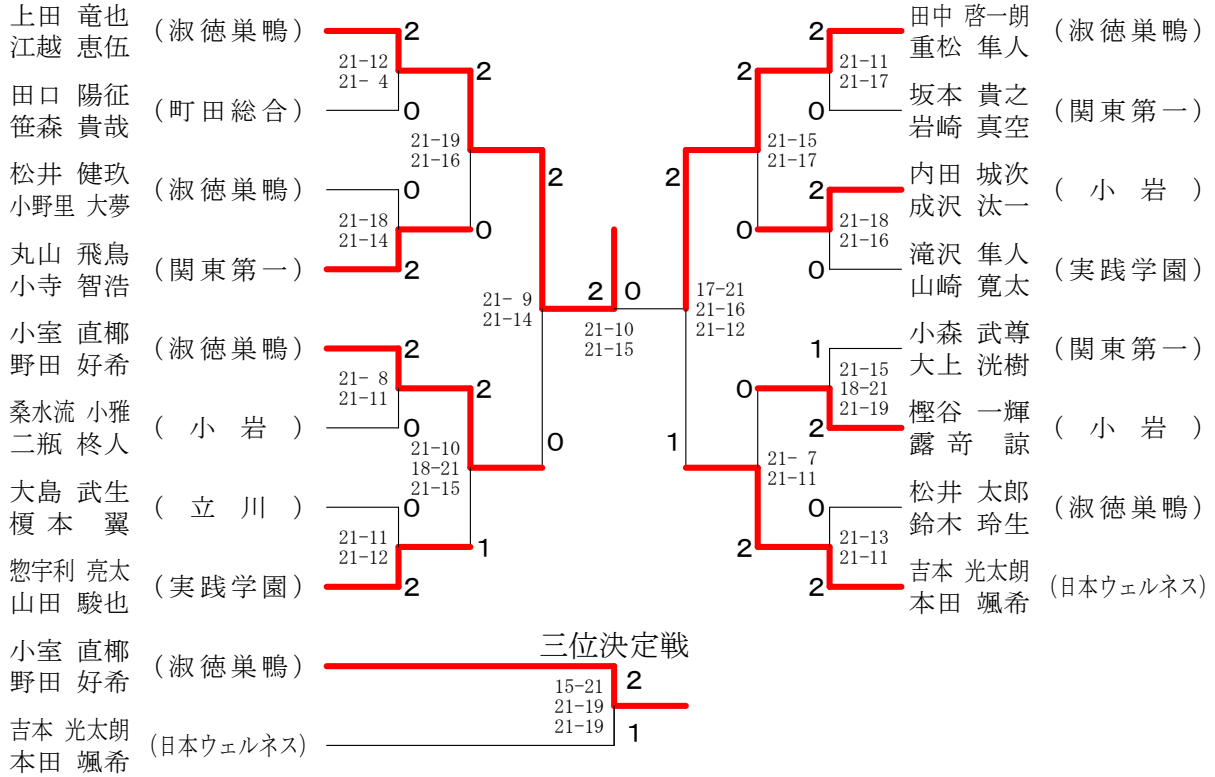 上田 竜也
江越 恵伍
(淑徳巣鴨)
2
21-12
21- 4
田口 陽征
笹森 貴哉
(町田総合)
0
2
21-19
21-16
松井 健玖
小野里 大夢
(淑徳巣鴨)
0
21-18
21-14
丸山 飛鳥
小寺 智浩
(関東第一)
2
0
2
21- 9
21-14
小室 直椰
野田 好希
(淑徳巣鴨)
2
21- 8
21-11
桑水流 小雅
二瓶 柊人
(小岩)
0
2
21-10
18-21
21-15
大島 武生
榎本 翼
(立川)
0
21-11
21-12
惣宇利 亮太
山田 駿也
(実践学園)
2
1
0
2 0
21-10
21-15
田中 啓一朗
重松 隼人
(淑徳巣鴨)
2
21-11
21-17
坂本 貴之
岩崎 真空
(関東第一)
0
2
21-15
21-17
内田 城次
成沢 汰一
(小岩)
2
21-18
21-16
滝沢 隼人
山崎 寛太
(実践学園)
0
0
2
17-21
21-16
21-12
小森 武尊
大上 洸樹
(関東第一)
1
21-15
18-21
21-19
樫谷 一輝
露竒 諒
(小岩)
2
0
21- 7
21-11
松井 太郎
鈴木 玲生
(淑徳巣鴨)
0
21-13
21-11
吉本 光太朗
本田 颯希
(日本ウェルネス)
2
2
1
三位決定戦
小室 直椰
野田 好希
(淑徳巣鴨)
2
15-21
21-19
21-19
吉本 光太朗
本田 颯希
(日本ウェルネス)
1